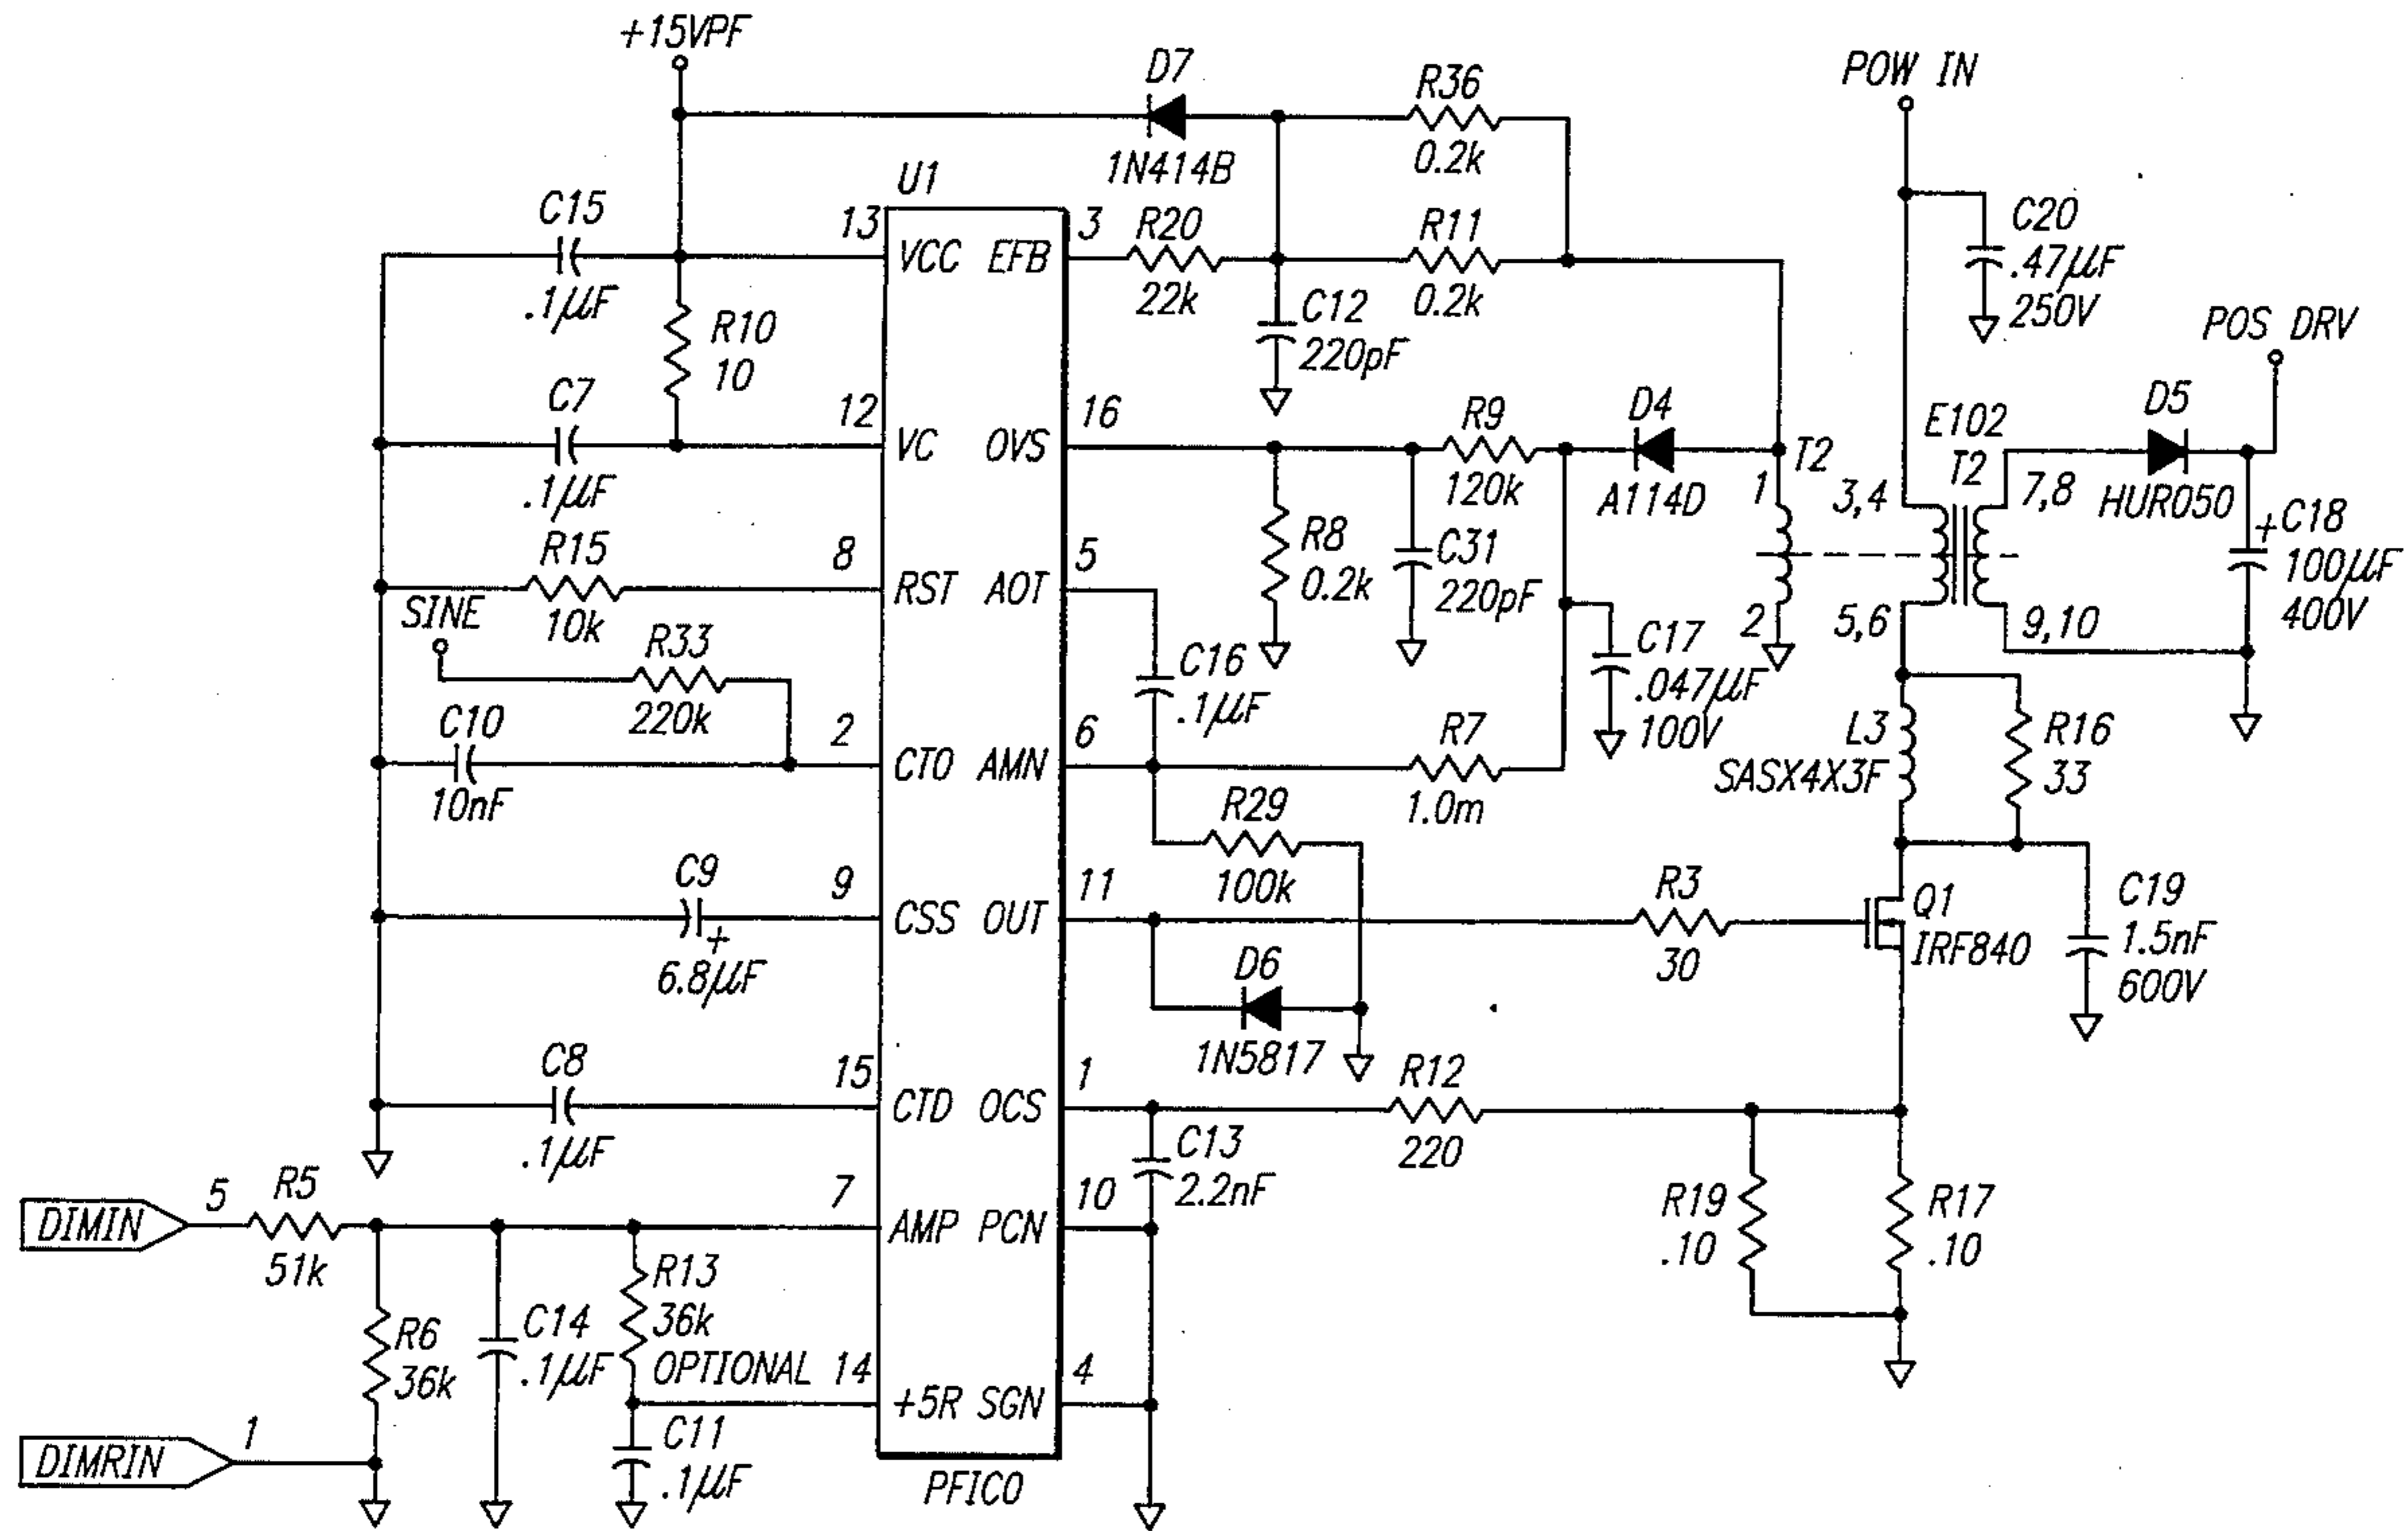 +15VPF
D7
1N414B
R36
0.2k
POW IN
C20
.47µF
250V
POS DRV
U1
C15
.1µF
13
VCC
EFB
3
R20
22k
R11
0.2k
C12
220pF
R10
10
C7
.1µF
12
VC
OVS
16
R9
120k
D4
A114D
T2
1
2
E102
T2
3,4
7,8
5,6
9,10
D5
HUR050
+
C18
100µF
400V
R15
10k
8
RST
AOT
5
R8
0.2k
C31
220pF
SINE
R33
220k
C16
.1µF
C17
.047µF
100V
C10
10nF
2
CTO
AMN
6
R7
1.0m
L3
SASX4X3F
R16
33
R29
100k
C9
+
6.8µF
9
CSS
OUT
11
R3
30
Q1
IRF840
C19
1.5nF
600V
D6
1N5817
C8
.1µF
15
CTD
OCS
1
R12
220
C13
2.2nF
R19
.10
R17
.10
DIMIN
5
R5
51k
7
AMP
PCN
10
R6
36k
C14
.1µF
R13
36k
OPTIONAL
14
+5R
SGN
4
DIMRIN
1
C11
.1µF
PFICO